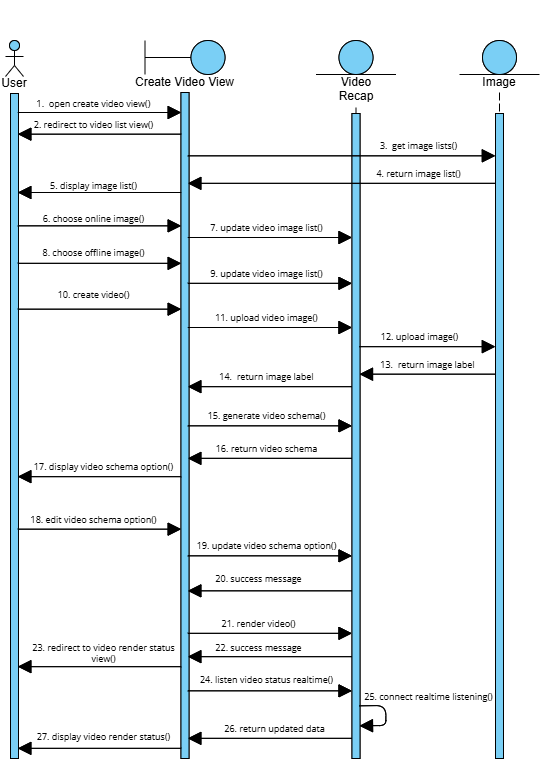 User
Create Video View
Video
Recap
Image
1. open create video view()
2. redirect to video list view()
3. get image lists()
4. return image list()
5. display image list()
6. choose online image()
7. update video image list()
8. choose offline image()
9. update video image list()
10. create video()
11. upload video image()
12. upload image()
13. return image label
14. return image label
15. generate video schema()
16. return video schema
17. display video schema option()
18. edit video schema option()
19. update video schema option()
20. success message
21. render video()
22. success message
23. redirect to video render status
view()
24. listen video status realtime()
25. connect realtime listening()
26. return updated data
27. display video render status()